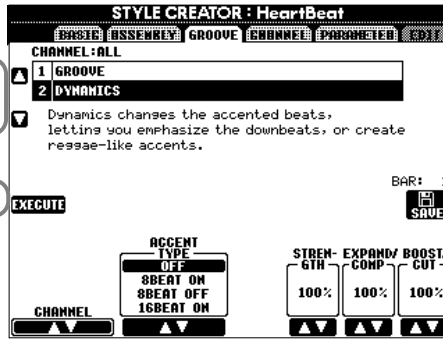 STYLE CREATOR : HeartBeat
BASIC ASSEMBLY GROOVE CHANNEL PARAMETER EDIT
CHANNEL:ALL
1 GROOVE
2 DYNAMICS
Dynamics changes the accented beats,
letting you emphasize the downbeats, or create
reggae-like accents.
BAR:
EXECUTE
SAVE
ACCENT TYPE
OFF
8BEAT ON
8BEAT OFF
16BEAT ON
STREN-GTH
100%
EXPAND/COMP
100%
BOOST/CUT
100%
CHANNEL